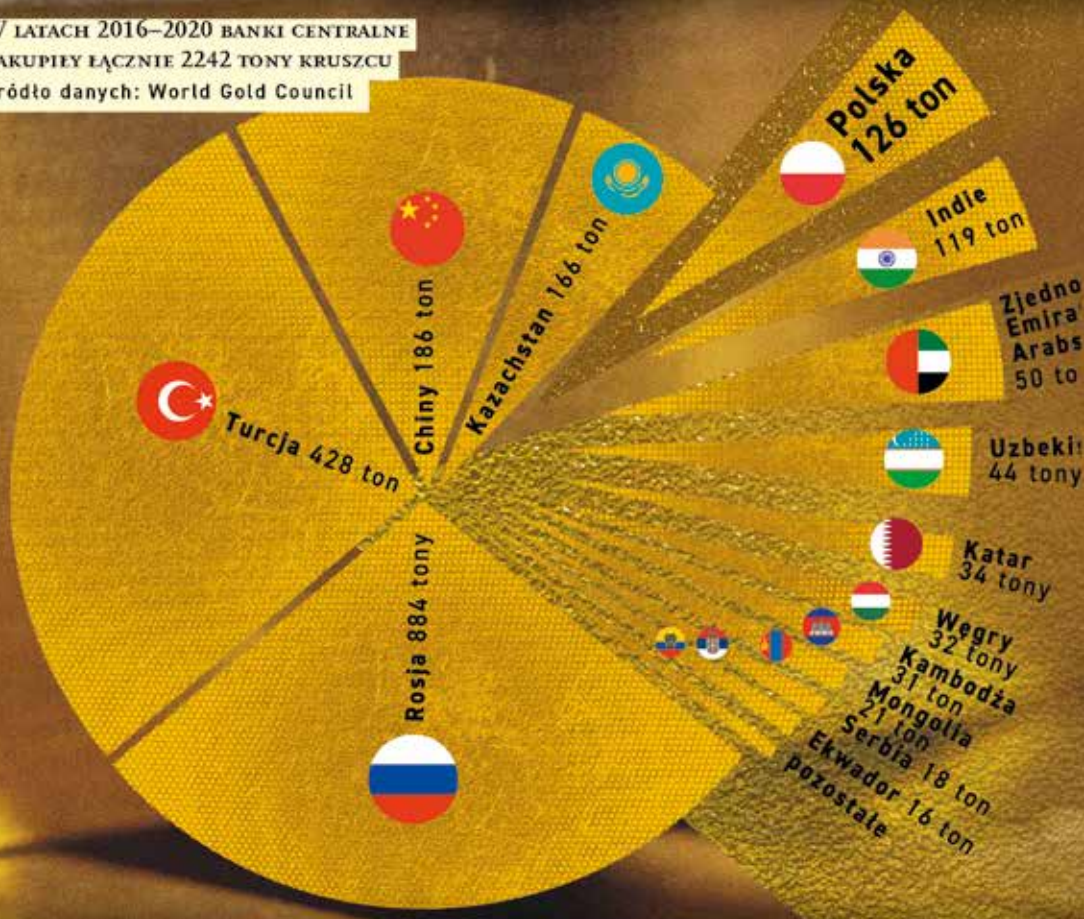 LATACH 2016–2020 BANKI CENTRALNE
AKUPIŁY ŁĄCZNIE 2242 TONY KRUSZCU
ródło danych: World Gold Council
Polska
126 ton
Indie
119 ton
Zjedno
Emira
Arabs
50 to
Uzbeki
44 tony
Katar
34 tony
Węgry
32 tony
Kambodża
31 ton
Mongolia
21 ton
Serbia 18 ton
Ekwador 16 ton
pozostałe
Kazachstan 166 ton
Chiny 186 ton
Turcja 428 ton
Rosja 884 tony